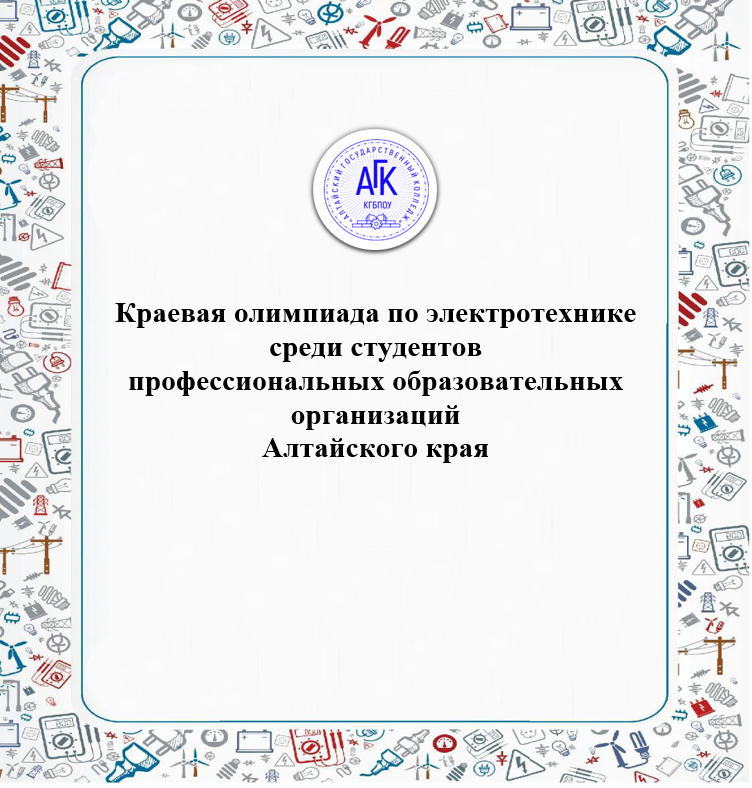 АЛТАЙСКИЙ ГОСУДАРСТВЕННЫЙ КОЛЛЕДЖ
АГК
КГБПОУ
Краевая олимпиада по электротехнике
среди студентов
профессиональных образовательных
организаций
Алтайского края